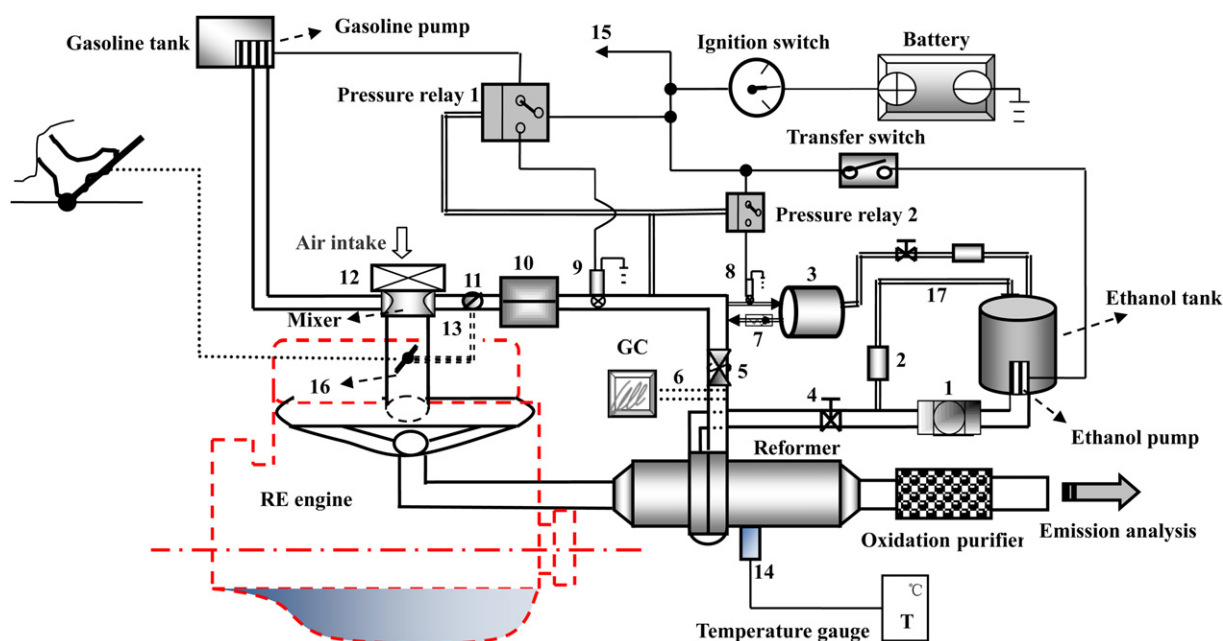 Gasoline tank
Gasoline pump
15
Ignition switch
Battery
Pressure relay 1
Transfer switch
Pressure relay 2
Air intake
12
11
10
9
8
3
17
Ethanol tank
Mixer
13
7
GC
6
5
2
16
4
1
Reformer
Ethanol pump
RE engine
Oxidation purifier
Emission analysis
14
°C
T
Temperature gauge